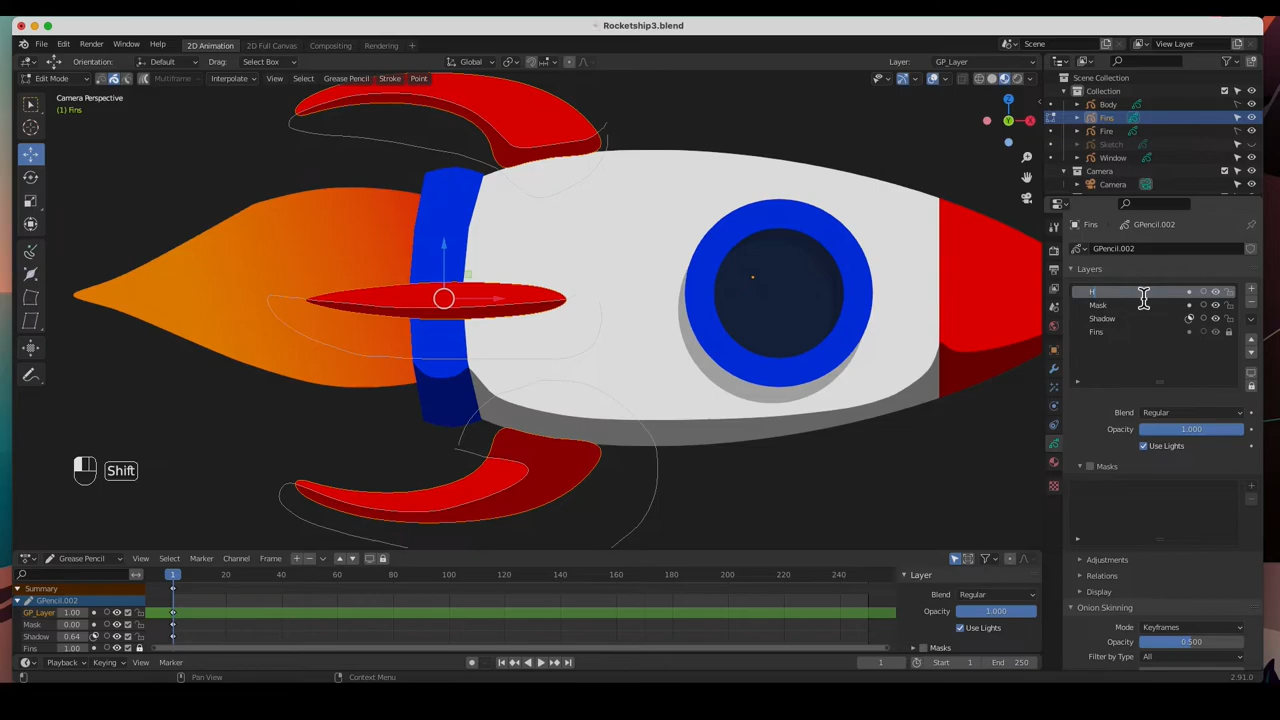 Rocketship3.blend
File Edit Render Window Help 2D Animation 2D Full Canvas Compositing Rendering + Scene View Layer
Orientation: Default Drag: Select Box Global Layer: GP_Layer
Edit Mode Multiframe Interpolate View Select Grease Pencil Stroke Point
Camera Perspective
(1) Fins
Z
X
Y
Scene Collection
Collection
Body
Fins
Fire
Sketch
Window
Camera
Camera
Fins GPencil.002
GPencil.002
Layers
H
Mask
Shadow
Fins
Blend Regular
Opacity 1.000
Use Lights
Masks
Adjustments
Relations
Display
Onion Skinning
Mode Keyframes
Opacity 0.500
Filter by Type All
Shift
Grease Pencil View Select Marker Channel Frame
1 20 40 60 80 100 120 140 160 180 200 220 240
Summary
GPencil.002
GP_Layer 1.00
Mask 0.00
Shadow 0.64
Fins 1.00
Layer
Blend Regular
Opacity 1.000
Use Lights
Masks
Playback Keying View Marker 1 Start 1 End 250
Pan View Context Menu 2.91.0